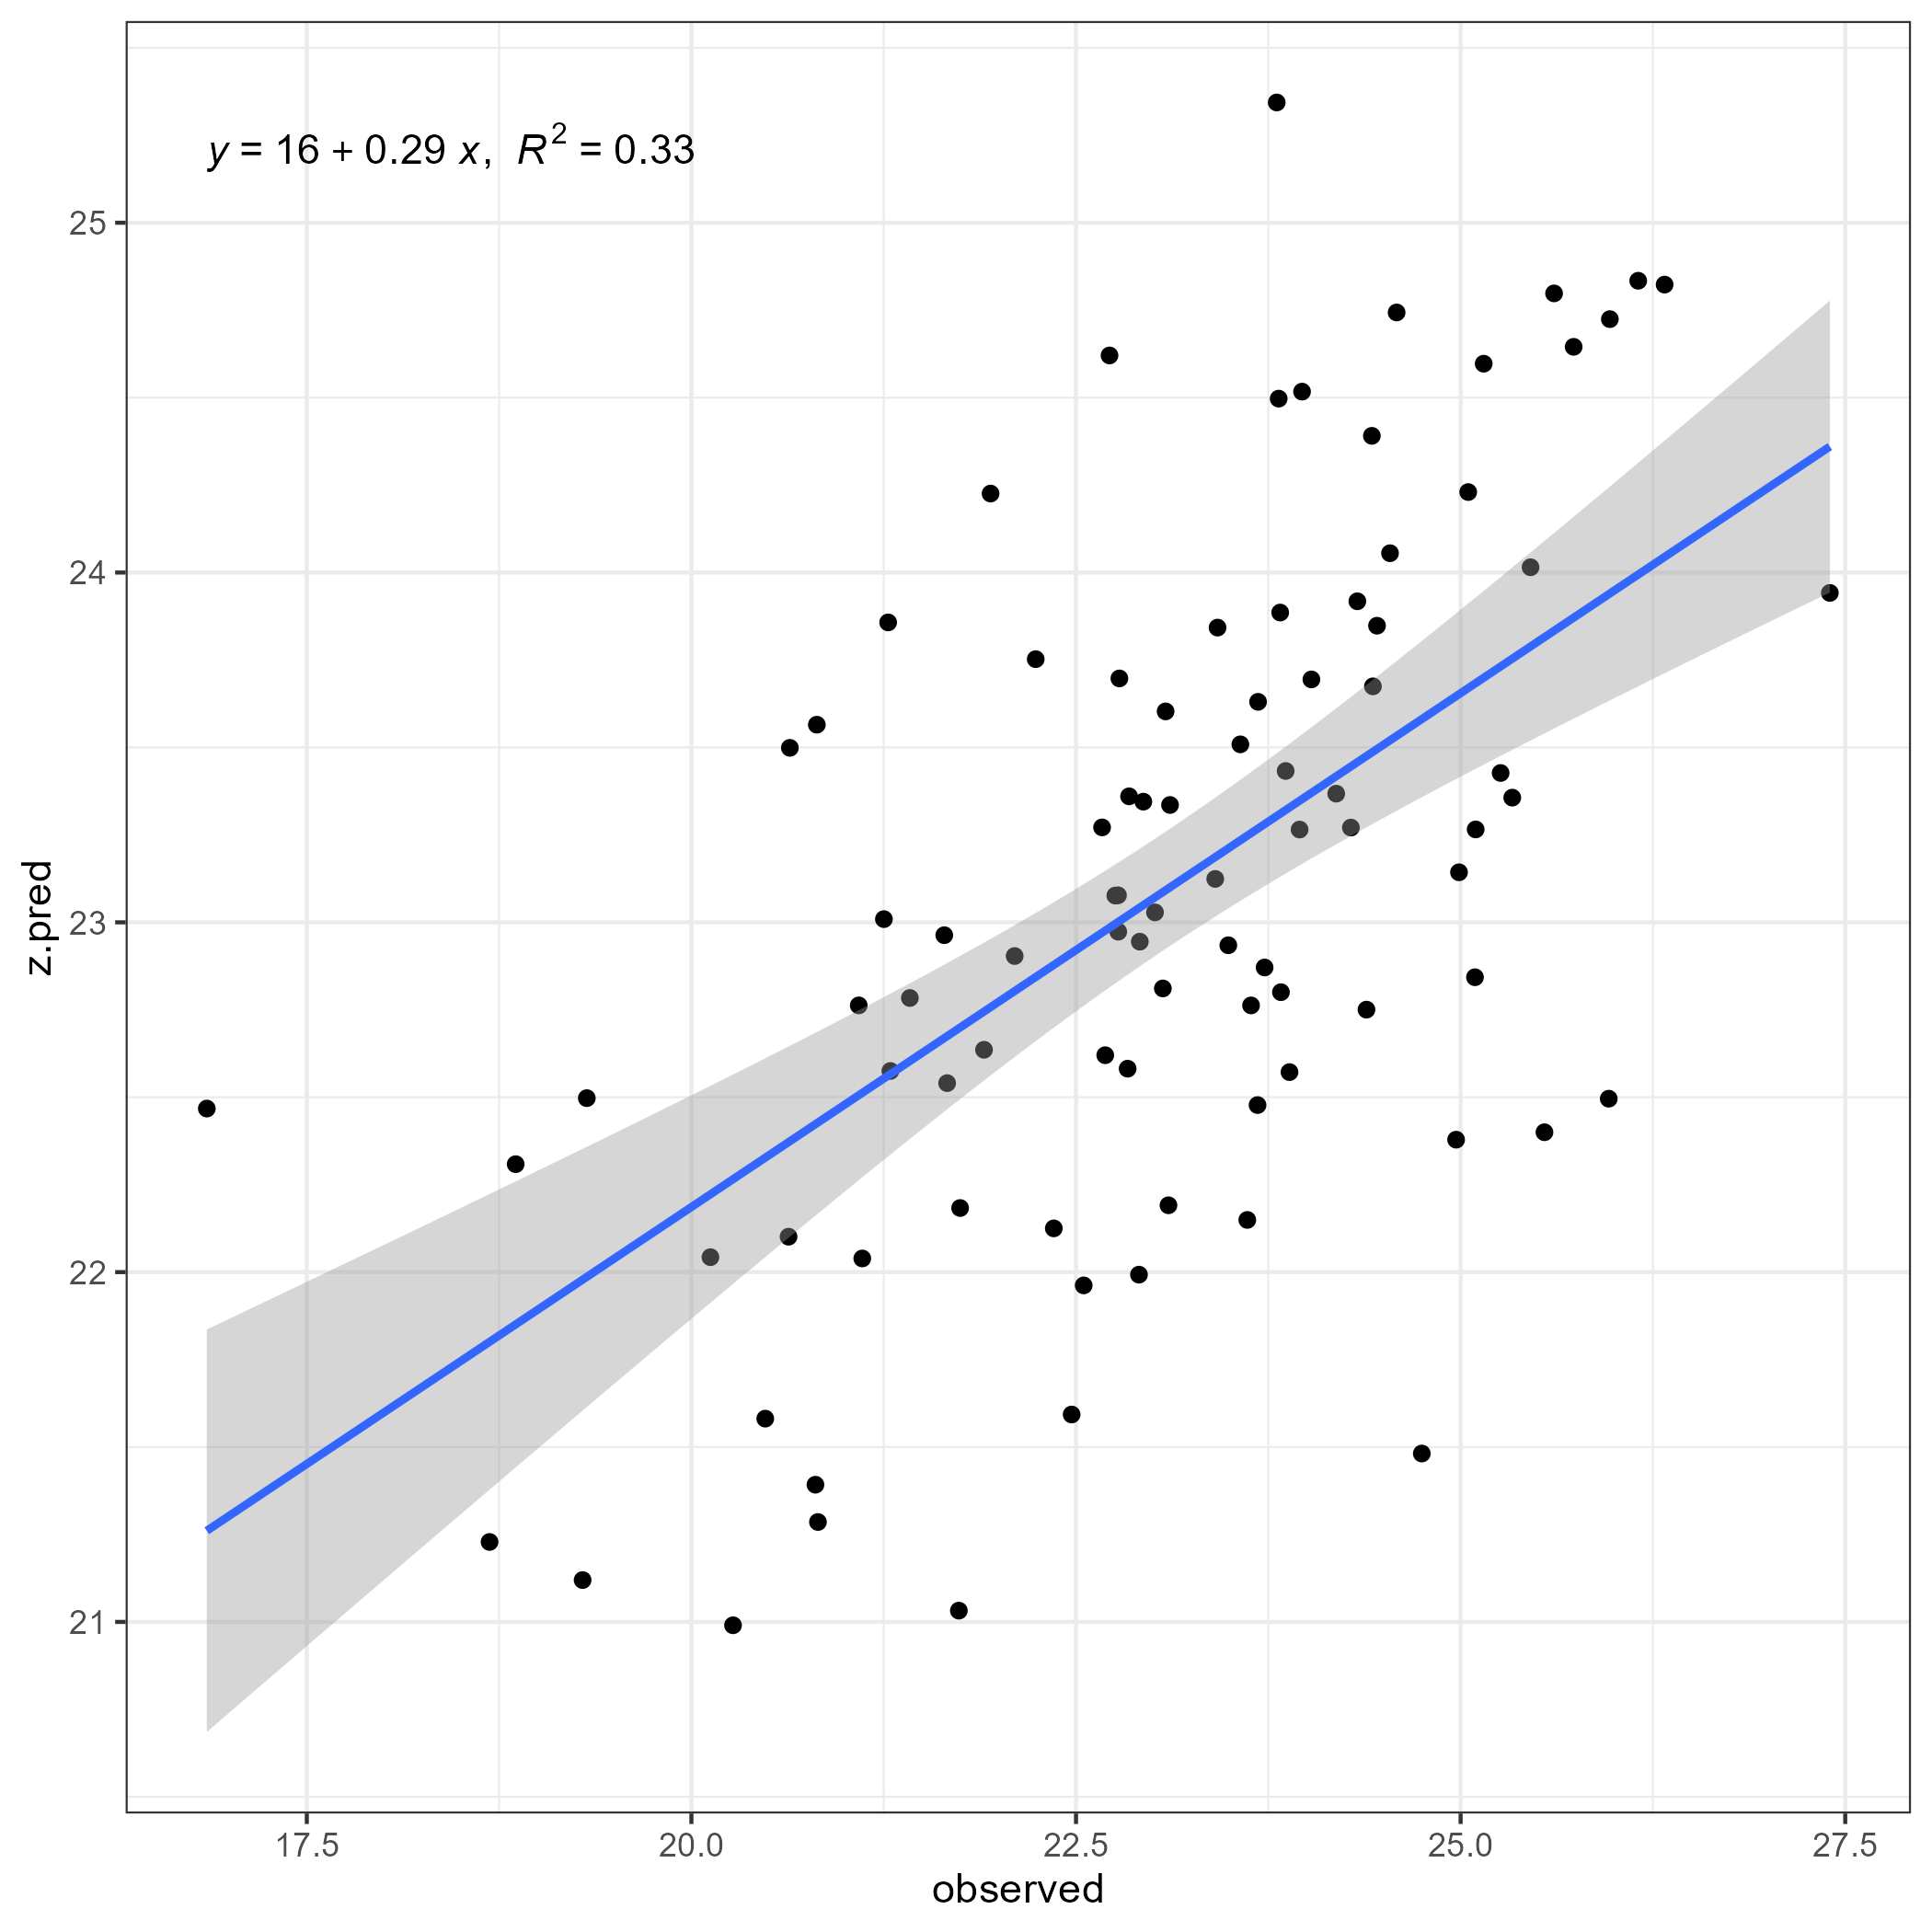 y = 16 + 0.29 x, R² = 0.33
25
24
23
22
21
z.pred
17.5 20.0 22.5 25.0 27.5
observed